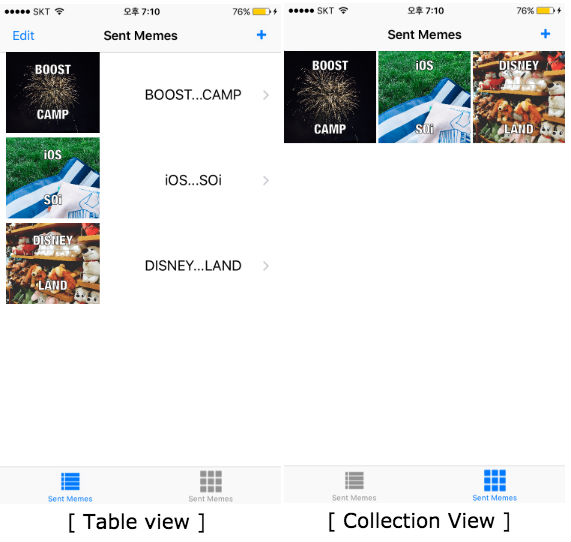 ●●●●● SKT 오후 7:10 76%
Edit Sent Memes +
BOOST
CAMP
BOOST...CAMP
iOS
SOi
iOS...SOi
DISNEY
LAND
DISNEY...LAND
Sent Memes Sent Memes
[ Table view ]
●●●●● SKT 오후 7:10 76%
Sent Memes +
BOOST
CAMP
iOS
SOi
DISNEY
LAND
Sent Memes Sent Memes
[ Collection View ]